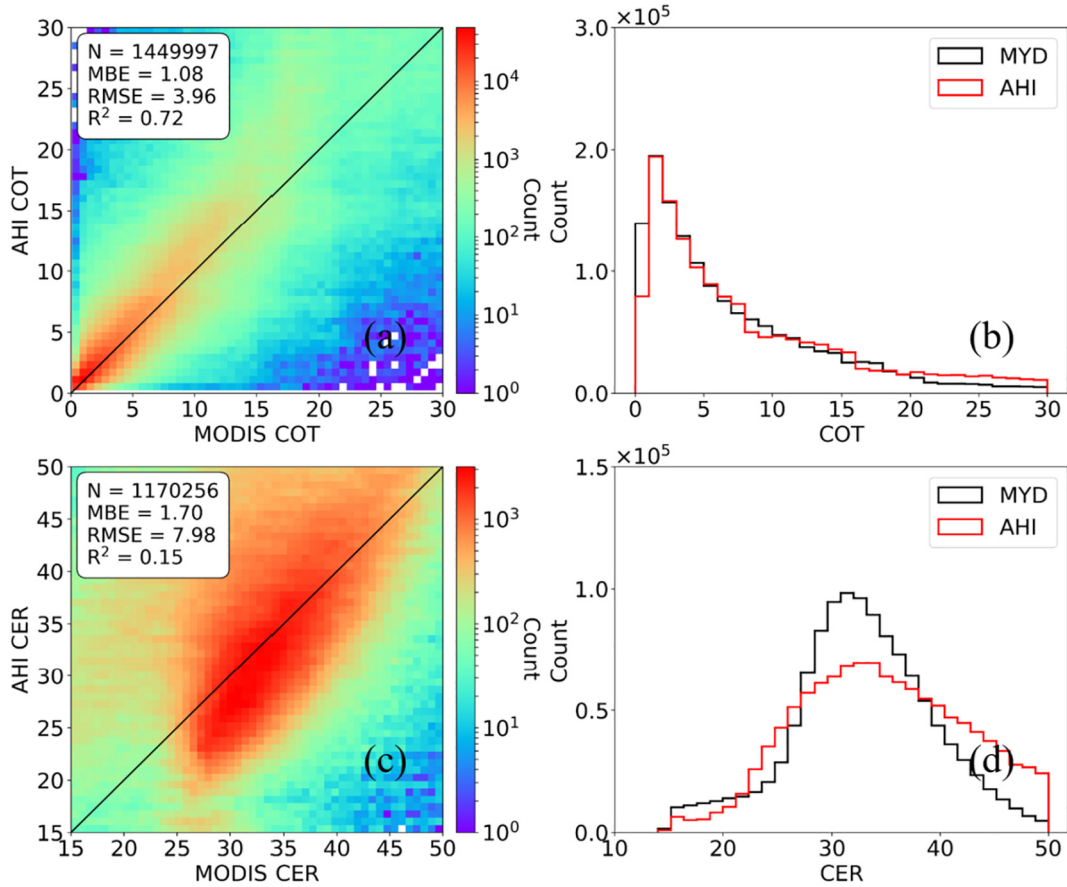 30
25
20
15
10
5
0
AHI COT
N = 1449997
MBE = 1.08
RMSE = 3.96
R² = 0.72
(a)
0 5 10 15 20 25 30
MODIS COT
10⁴
10³
10²
10¹
10⁰
Count
×10⁵
3.0
2.0
1.0
0.0
Count
MYD
AHI
(b)
0 5 10 15 20 25 30
COT
50
45
40
35
30
25
20
15
AHI CER
N = 1170256
MBE = 1.70
RMSE = 7.98
R² = 0.15
(c)
15 20 25 30 35 40 45 50
MODIS CER
10³
10²
10¹
10⁰
Count
×10⁵
1.5
1.0
0.5
0.0
Count
MYD
AHI
(d)
10 20 30 40 50
CER